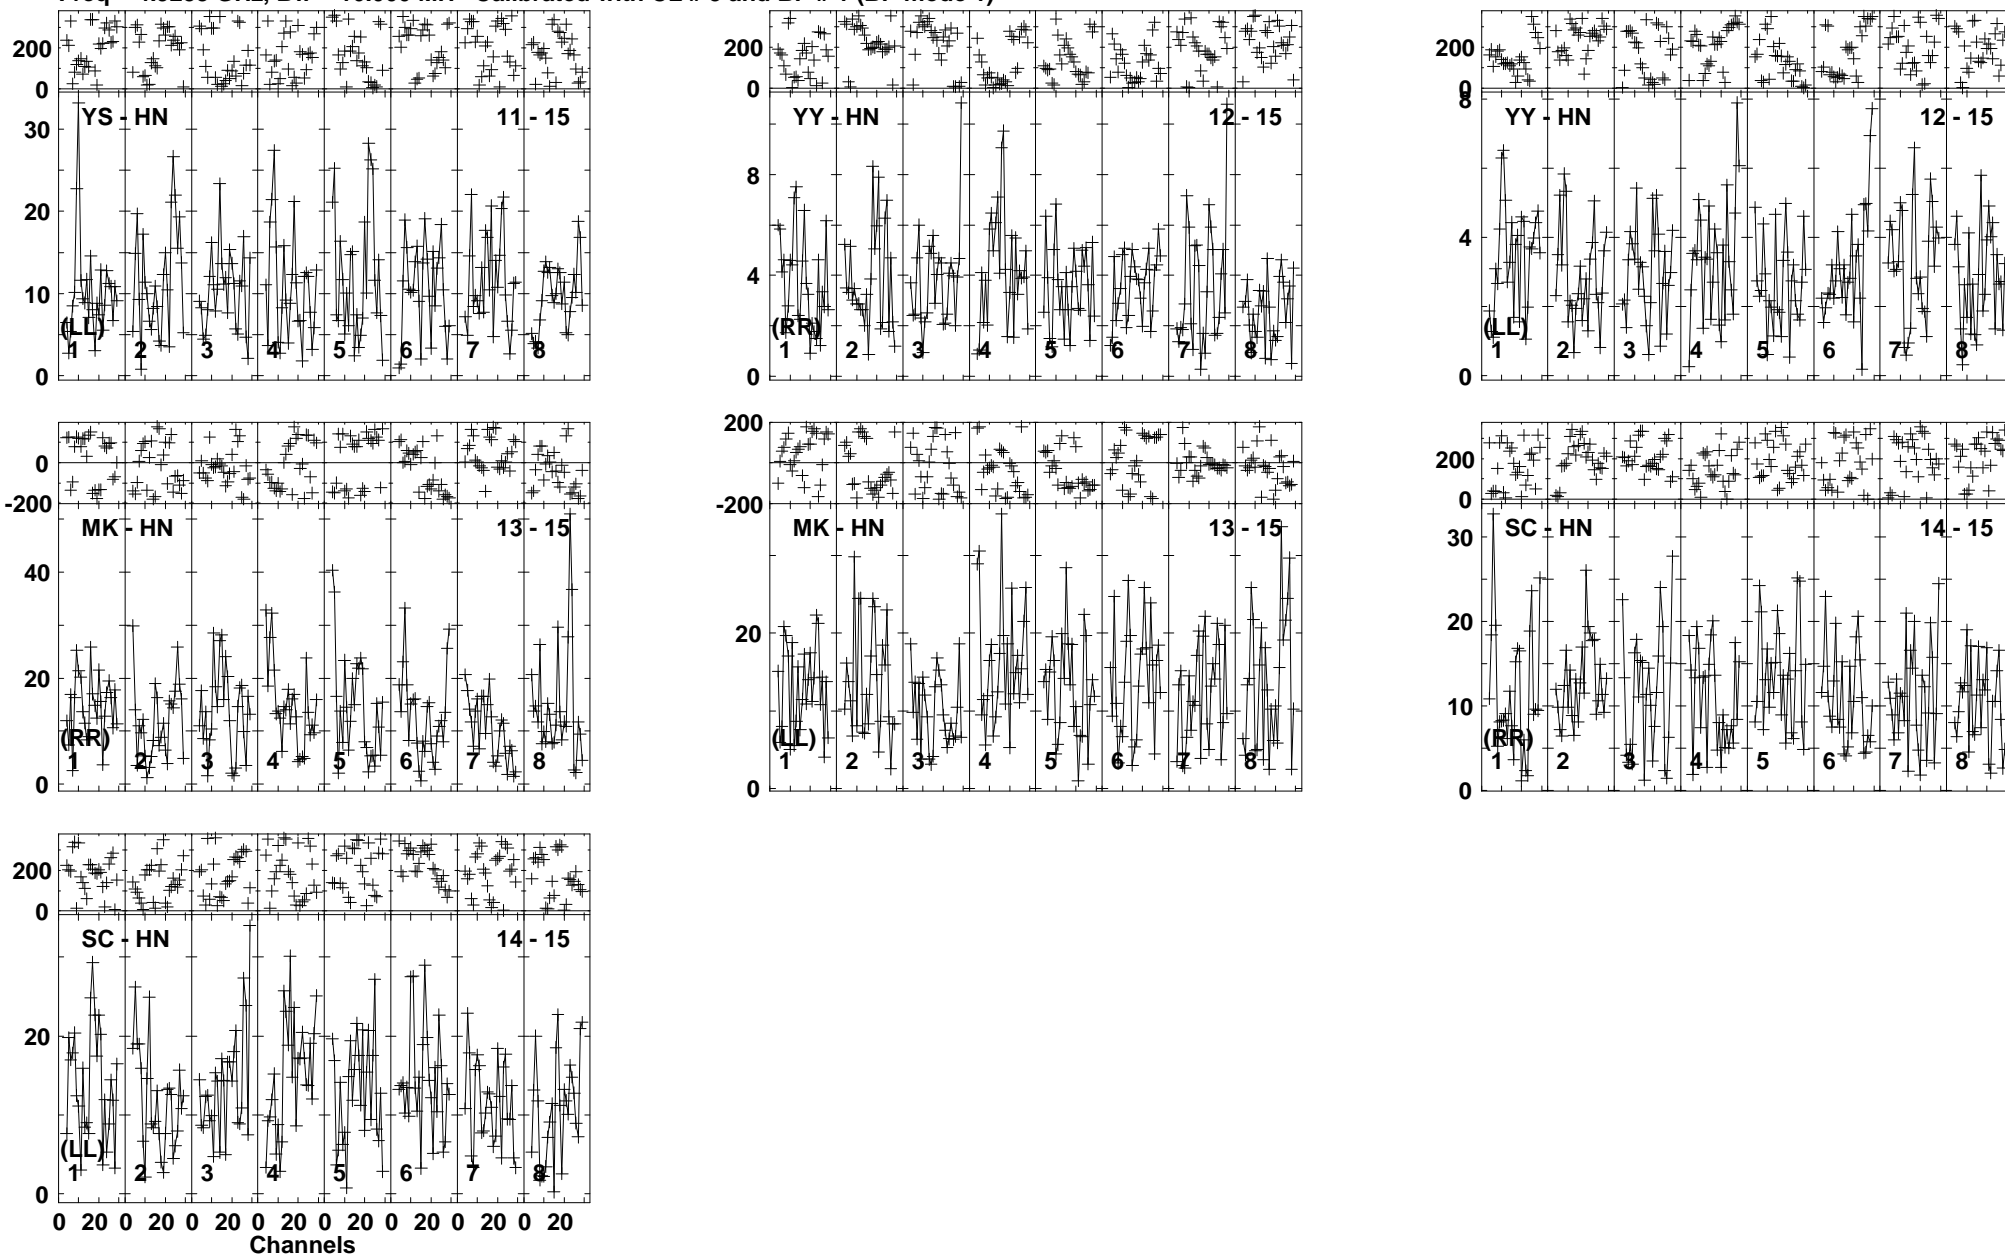 200 0 200 0 200 0
YS - HN 11 - 15 YY - HN 12 - 15 YY - HN 12 - 15
30 20 10 0 8 4 0 8 4 0
(LL) (RR) (LL)
1 2 3 4 5 6 7 8 1 2 3 4 5 6 7 8 1 2 3 4 5 6 7 8
200 0 -200 200 0 -200 200 0
MK - HN 13 - 15 MK - HN 13 - 15 SC - HN 14 - 15
40 20 0 20 0 30 20 10 0
(RR) (LL) (RR)
1 2 3 4 5 6 7 8 1 2 3 4 5 6 7 8 1 2 3 4 5 6 7 8
200 0
SC - HN 14 - 15
20 0
(LL)
1 2 3 4 5 6 7 8
0 20 0 20 0 20 0 20 0 20 0 20 0 20 0 20
Channels